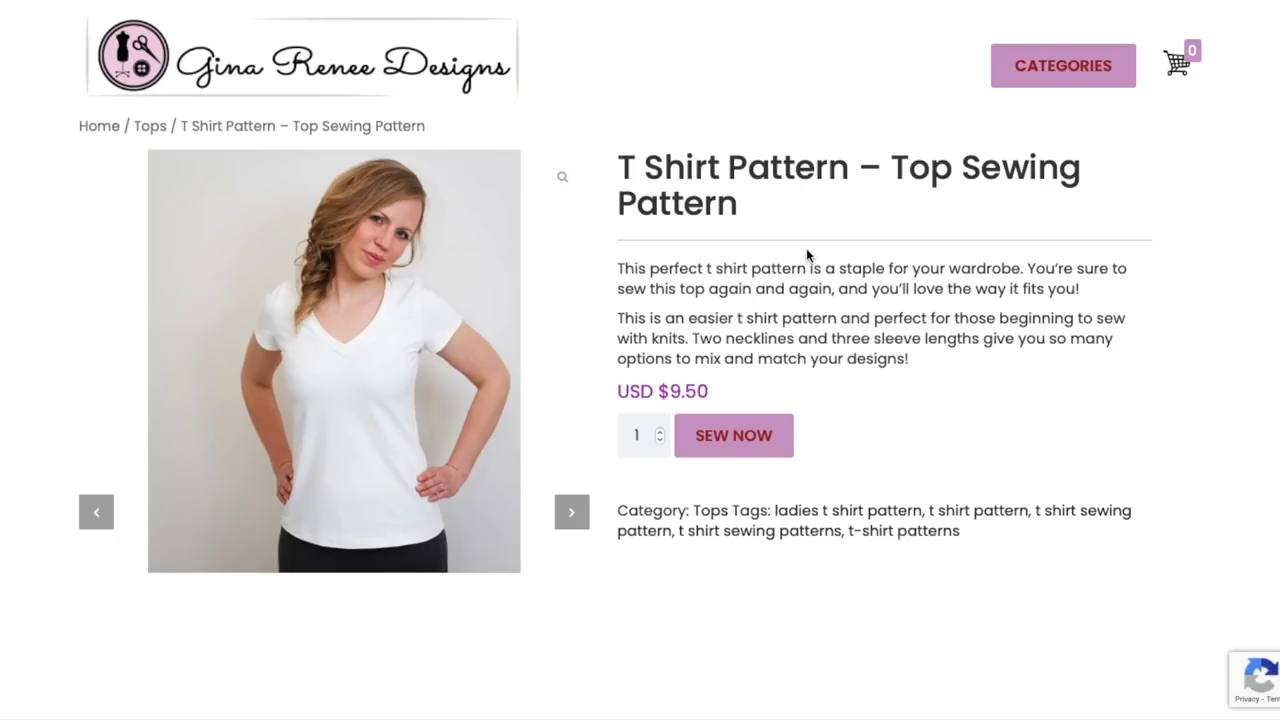 Gina Renee Designs
CATEGORIES
0
Home / Tops / T Shirt Pattern – Top Sewing Pattern
T Shirt Pattern – Top Sewing
Pattern
This perfect t shirt pattern is a staple for your wardrobe. You’re sure to
sew this top again and again, and you’ll love the way it fits you!
This is an easier t shirt pattern and perfect for those beginning to sew
with knits. Two necklines and three sleeve lengths give you so many
options to mix and match your designs!
USD $9.50
1
SEW NOW
Category: Tops Tags: ladies t shirt pattern, t shirt pattern, t shirt sewing
pattern, t shirt sewing patterns, t-shirt patterns
Privacy -